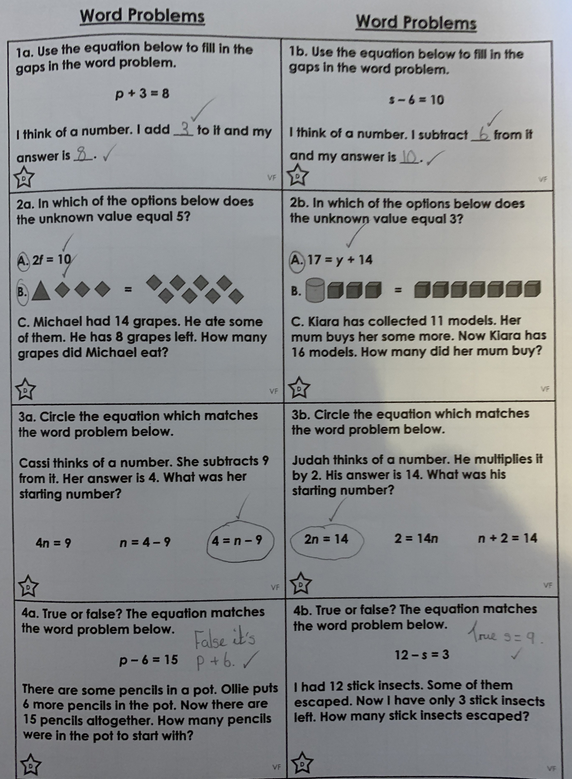 Word Problems
Word Problems
1a. Use the equation below to fill in the
gaps in the word problem.
p + 3 = 8
I think of a number. I add 3 to it and my
answer is 8.
D
VF
1b. Use the equation below to fill in the
gaps in the word problem.
s – 6 = 10
I think of a number. I subtract 6 from it
and my answer is 10.
D
VF
2a. In which of the options below does
the unknown value equal 5?
A. 2f = 10
B. =
C. Michael had 14 grapes. He ate some
of them. He has 8 grapes left. How many
grapes did Michael eat?
D
VF
2b. In which of the options below does
the unknown value equal 3?
A. 17 = y + 14
B. =
C. Kiara has collected 11 models. Her
mum buys her some more. Now Kiara has
16 models. How many did her mum buy?
D
VF
3a. Circle the equation which matches
the word problem below.
Cassi thinks of a number. She subtracts 9
from it. Her answer is 4. What was her
starting number?
4n = 9 n = 4 – 9 4 = n – 9
D
VF
3b. Circle the equation which matches
the word problem below.
Judah thinks of a number. He multiplies it
by 2. His answer is 14. What was his
starting number?
2n = 14 2 = 14n n + 2 = 14
D
VF
4a. True or false? The equation matches
the word problem below.
False it's
p – 6 = 15 p + 6.
There are some pencils in a pot. Ollie puts
6 more pencils in the pot. Now there are
15 pencils altogether. How many pencils
were in the pot to start with?
D
VF
4b. True or false? The equation matches
the word problem below.
True s = 9.
12 – s = 3
I had 12 stick insects. Some of them
escaped. Now I have only 3 stick insects
left. How many stick insects escaped?
D
VF